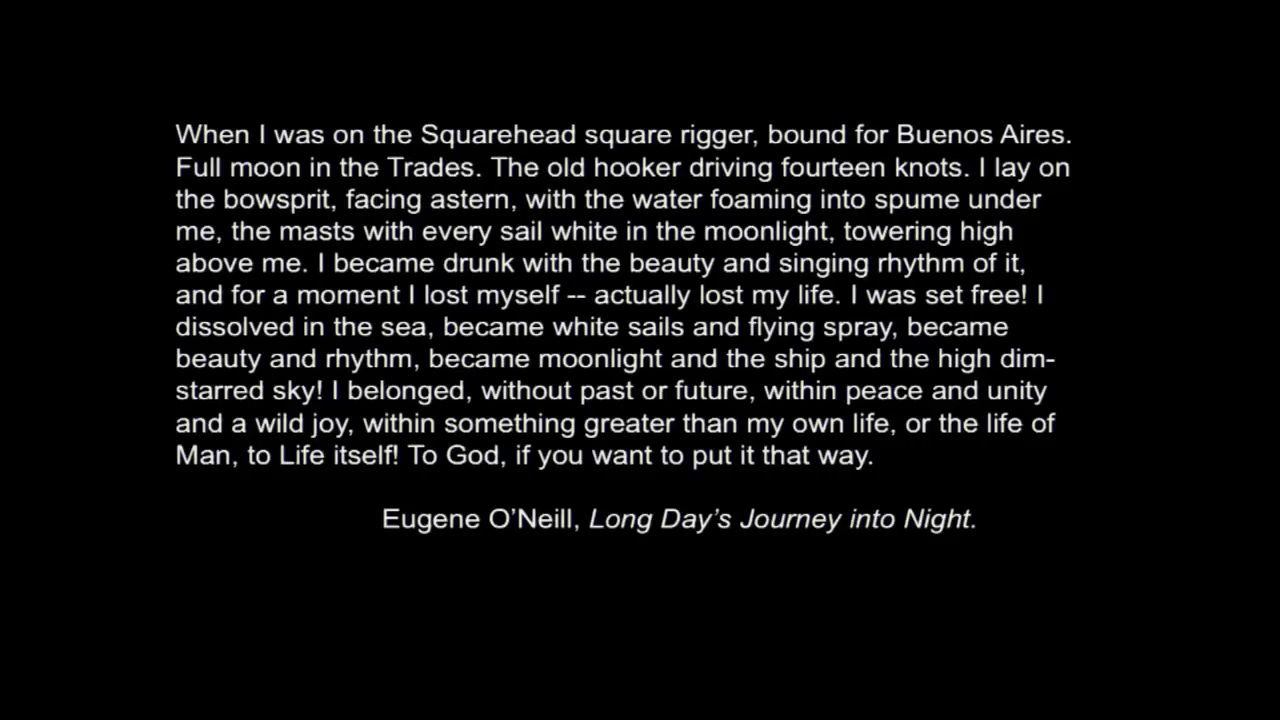 When I was on the Squarehead square rigger, bound for Buenos Aires.
Full moon in the Trades. The old hooker driving fourteen knots. I lay on
the bowsprit, facing astern, with the water foaming into spume under
me, the masts with every sail white in the moonlight, towering high
above me. I became drunk with the beauty and singing rhythm of it,
and for a moment I lost myself -- actually lost my life. I was set free! I
dissolved in the sea, became white sails and flying spray, became
beauty and rhythm, became moonlight and the ship and the high dim-
starred sky! I belonged, without past or future, within peace and unity
and a wild joy, within something greater than my own life, or the life of
Man, to Life itself! To God, if you want to put it that way.
Eugene O’Neill, Long Day’s Journey into Night.